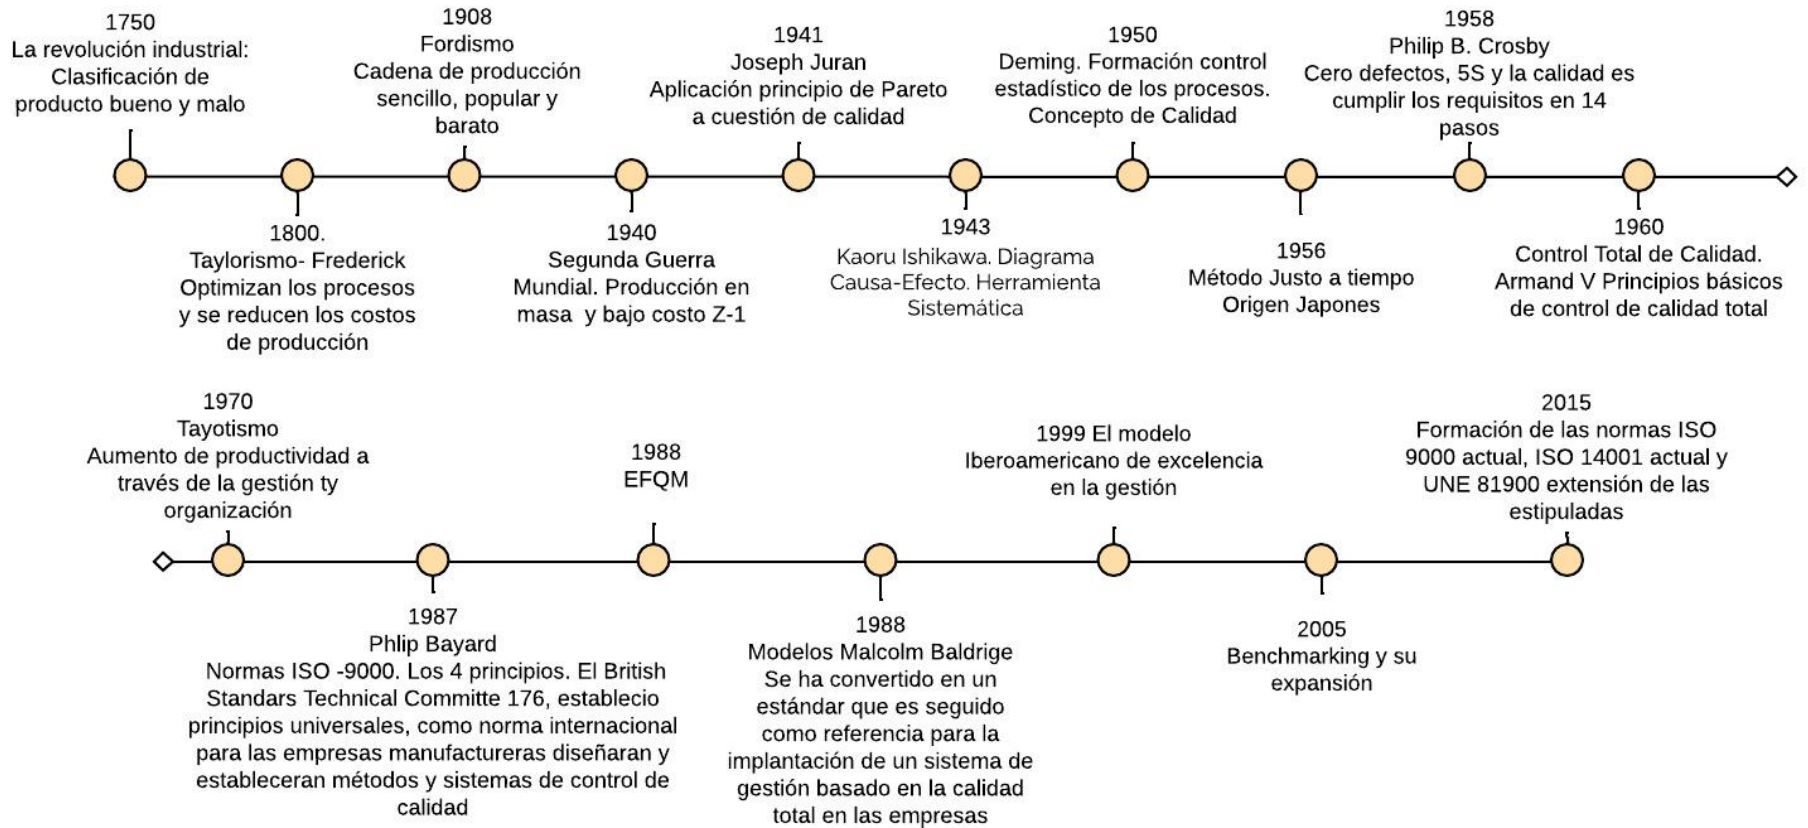 1750
La revolución industrial:
Clasificación de
producto bueno y malo
1800.
Taylorismo- Frederick
Optimizan los procesos
y se reducen los costos
de producción
1908
Fordismo
Cadena de producción
sencillo, popular y
barato
1940
Segunda Guerra
Mundial. Producción en
masa  y bajo costo Z-1
1941
Joseph Juran
Aplicación principio de Pareto
a cuestión de calidad
1943
Kaoru Ishikawa. Diagrama
Causa-Efecto. Herramienta
Sistemática
1950
Deming. Formación control
estadístico de los procesos.
Concepto de Calidad
1956
Método Justo a tiempo
Origen Japones
1958
Philip B. Crosby
Cero defectos, 5S y la calidad es
cumplir los requisitos en 14
pasos
1960
Control Total de Calidad.
Armand V Principios básicos
de control de calidad total
1970
Tayotismo
Aumento de productividad a
través de la gestión ty
organización
1987
Phlip Bayard
Normas ISO -9000. Los 4 principios. El British
Standars Technical Committe 176, establecio
principios universales, como norma internacional
para las empresas manufactureras diseñaran y
estableceran métodos y sistemas de control de
calidad
1988
EFQM
1988
Modelos Malcolm Baldrige
Se ha convertido en un
estándar que es seguido
como referencia para la
implantación de un sistema de
gestión basado en la calidad
total en las empresas
1999 El modelo
Iberoamericano de excelencia
en la gestión
2005
Benchmarking y su
expansión
2015
Formación de las normas ISO
9000 actual, ISO 14001 actual y
UNE 81900 extensión de las
estipuladas